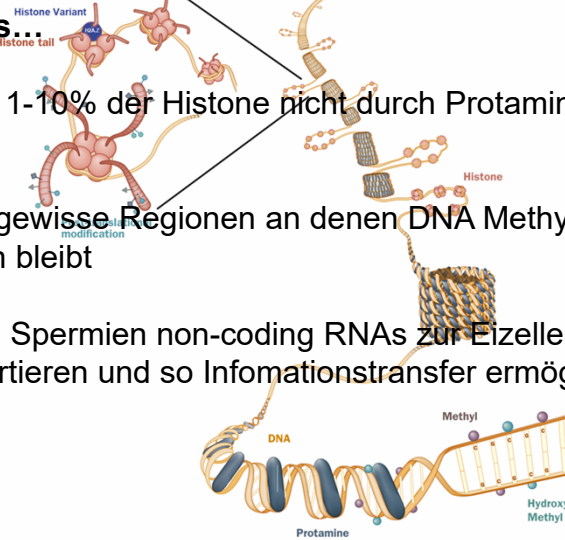 Histone Variant
s...
H2A.Z
Histone tail
1-10% der Histone nicht durch Protamin
Histone
gewisse Regionen an denen DNA Methy
modification
n bleibt
Spermien non-coding RNAs zur Eizelle
rtieren und so Infomationstransfer ermög
Methyl
DNA
Hydroxy
Methyl
Protamine